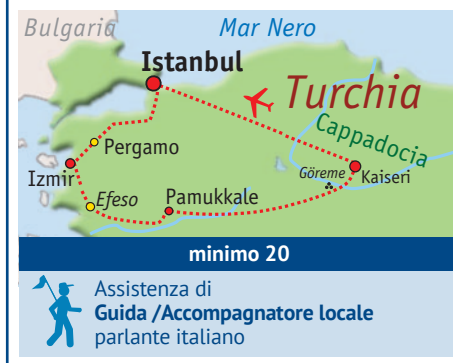 Bulgaria
Mar Nero
Istanbul
Turchia
Cappadocia
Pergamo
Izmir
Göreme
Kaiseri
Efeso
Pamukkale
minimo 20
Assistenza di
Guida /Accompagnatore locale
parlante italiano